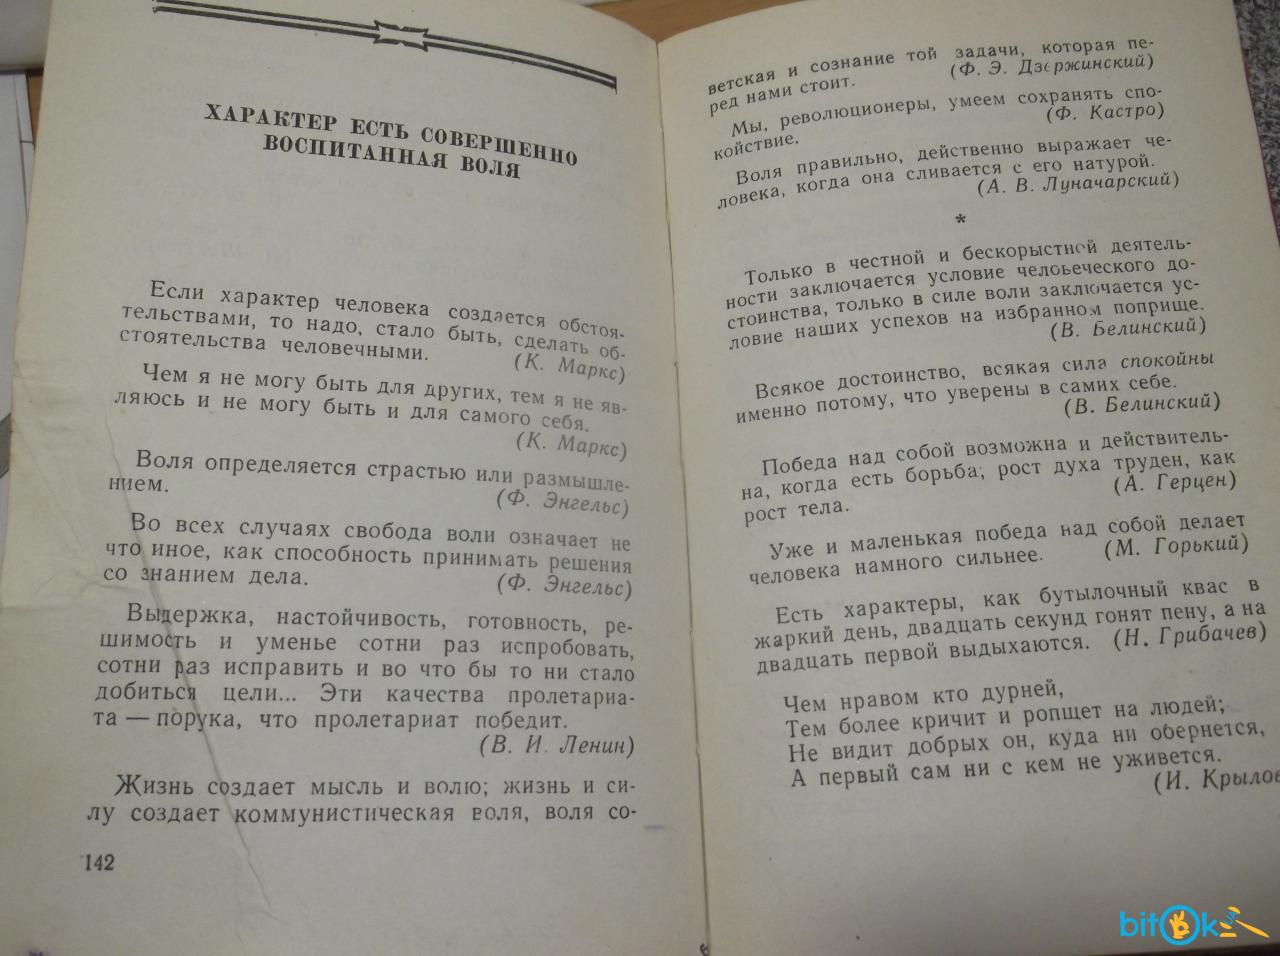 ХАРАКТЕР ЕСТЬ СОВЕРШЕННО
ВОСПИТАННАЯ ВОЛЯ
Если характер человека создается обстоя-
тельствами, то надо, стало быть, сделать об-
стоятельства человечными. (К. Маркс)
Чем я не могу быть для других, тем я не яв-
ляюсь и не могу быть и для самого себя.
(К. Маркс)
Воля определяется страстью или размышле-
нием. (Ф. Энгельс)
Во всех случаях свобода воли означает не
что иное, как способность принимать решения
со знанием дела. (Ф. Энгельс)
Выдержка, настойчивость, готовность, ре-
шимость и уменье сотни раз испробовать,
сотни раз исправить и во что бы то ни стало
добиться цели... Эти качества пролетариа-
та — порука, что пролетариат победит.
(В. И. Ленин)
Жизнь создает мысль и волю; жизнь и си-
лу создает коммунистическая воля, воля со-
142
ветская и сознание той задачи, которая пе-
ред нами стоит. (Ф. Э. Дзержинский)
Мы, революционеры, умеем сохранять спо-
койствие. (Ф. Кастро)
Воля правильно, действенно выражает че-
ловека, когда она сливается с его натурой.
(А. В. Луначарский)
*
Только в честной и бескорыстной деятель-
ности заключается условие человеческого до-
стоинства, только в силе воли заключается ус-
ловие наших успехов на избранном поприще.
(В. Белинский)
Всякое достоинство, всякая сила спокойны
именно потому, что уверены в самих себе.
(В. Белинский)
Победа над собой возможна и действитель-
на, когда есть борьба; рост духа труден, как
рост тела. (А. Герцен)
Уже и маленькая победа над собой делает
человека намного сильнее. (М. Горький)
Есть характеры, как бутылочный квас в
жаркий день, двадцать секунд гонят пену, а на
двадцать первой выдыхаются. (Н. Грибачев)
Чем нравом кто дурней,
Тем более кричит и ропщет на людей;
Не видит добрых он, куда ни обернется,
А первый сам ни с кем не уживется.
(И. Крылов
bitok